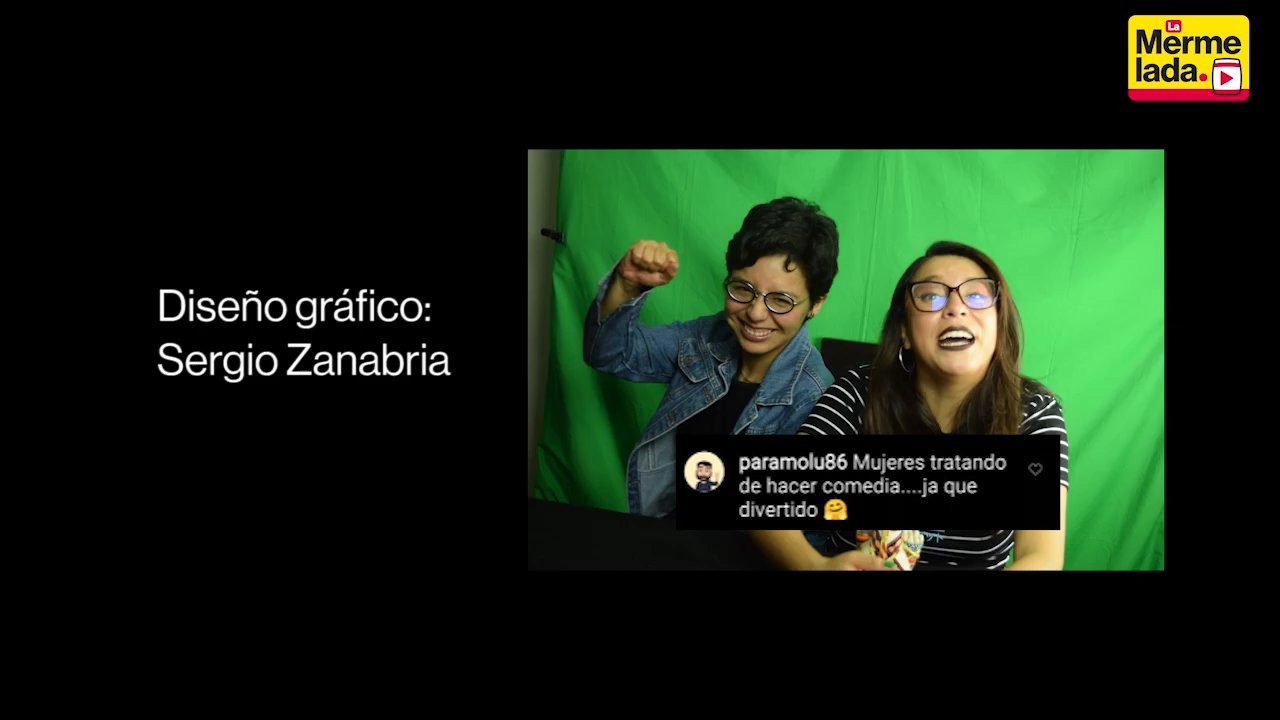 La
Merme
lada.
Diseño gráfico:
Sergio Zanabria
paramolu86 Mujeres tratando
de hacer comedia....ja que
divertido 🤗